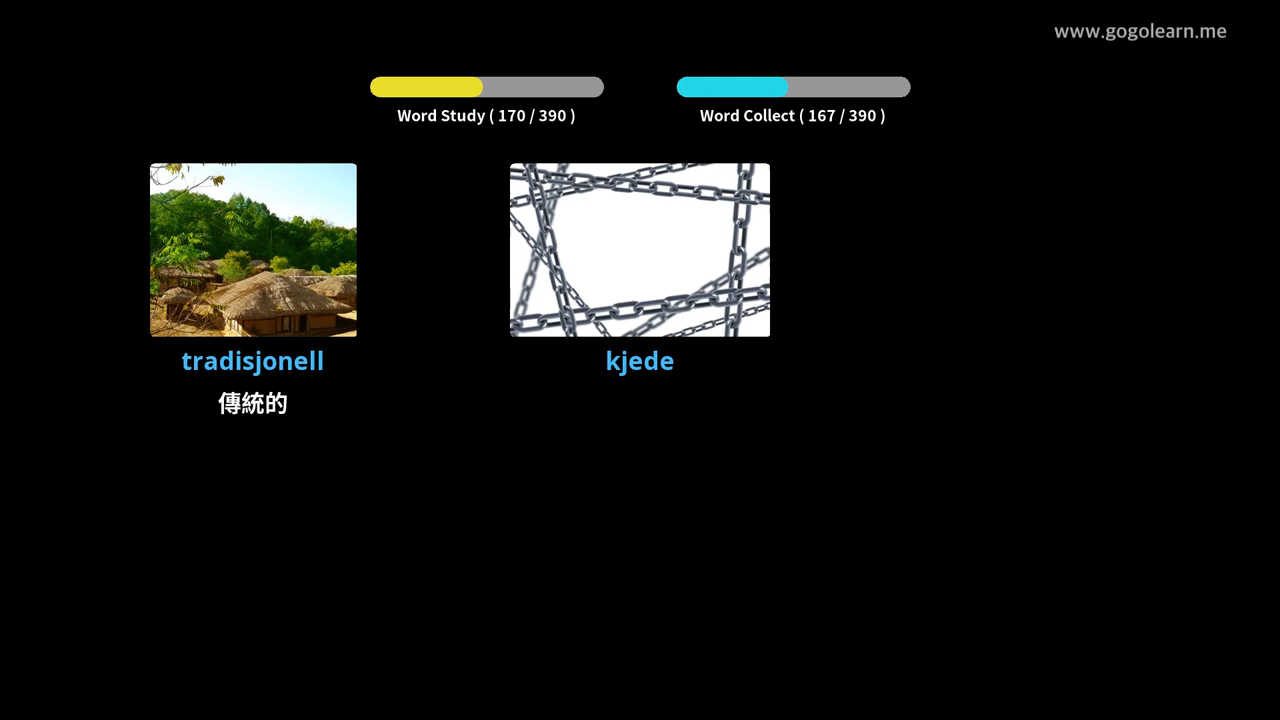 www.gogolearn.me
Word Study ( 170 / 390 )
Word Collect ( 167 / 390 )
tradisjonell
kjede
傳統的